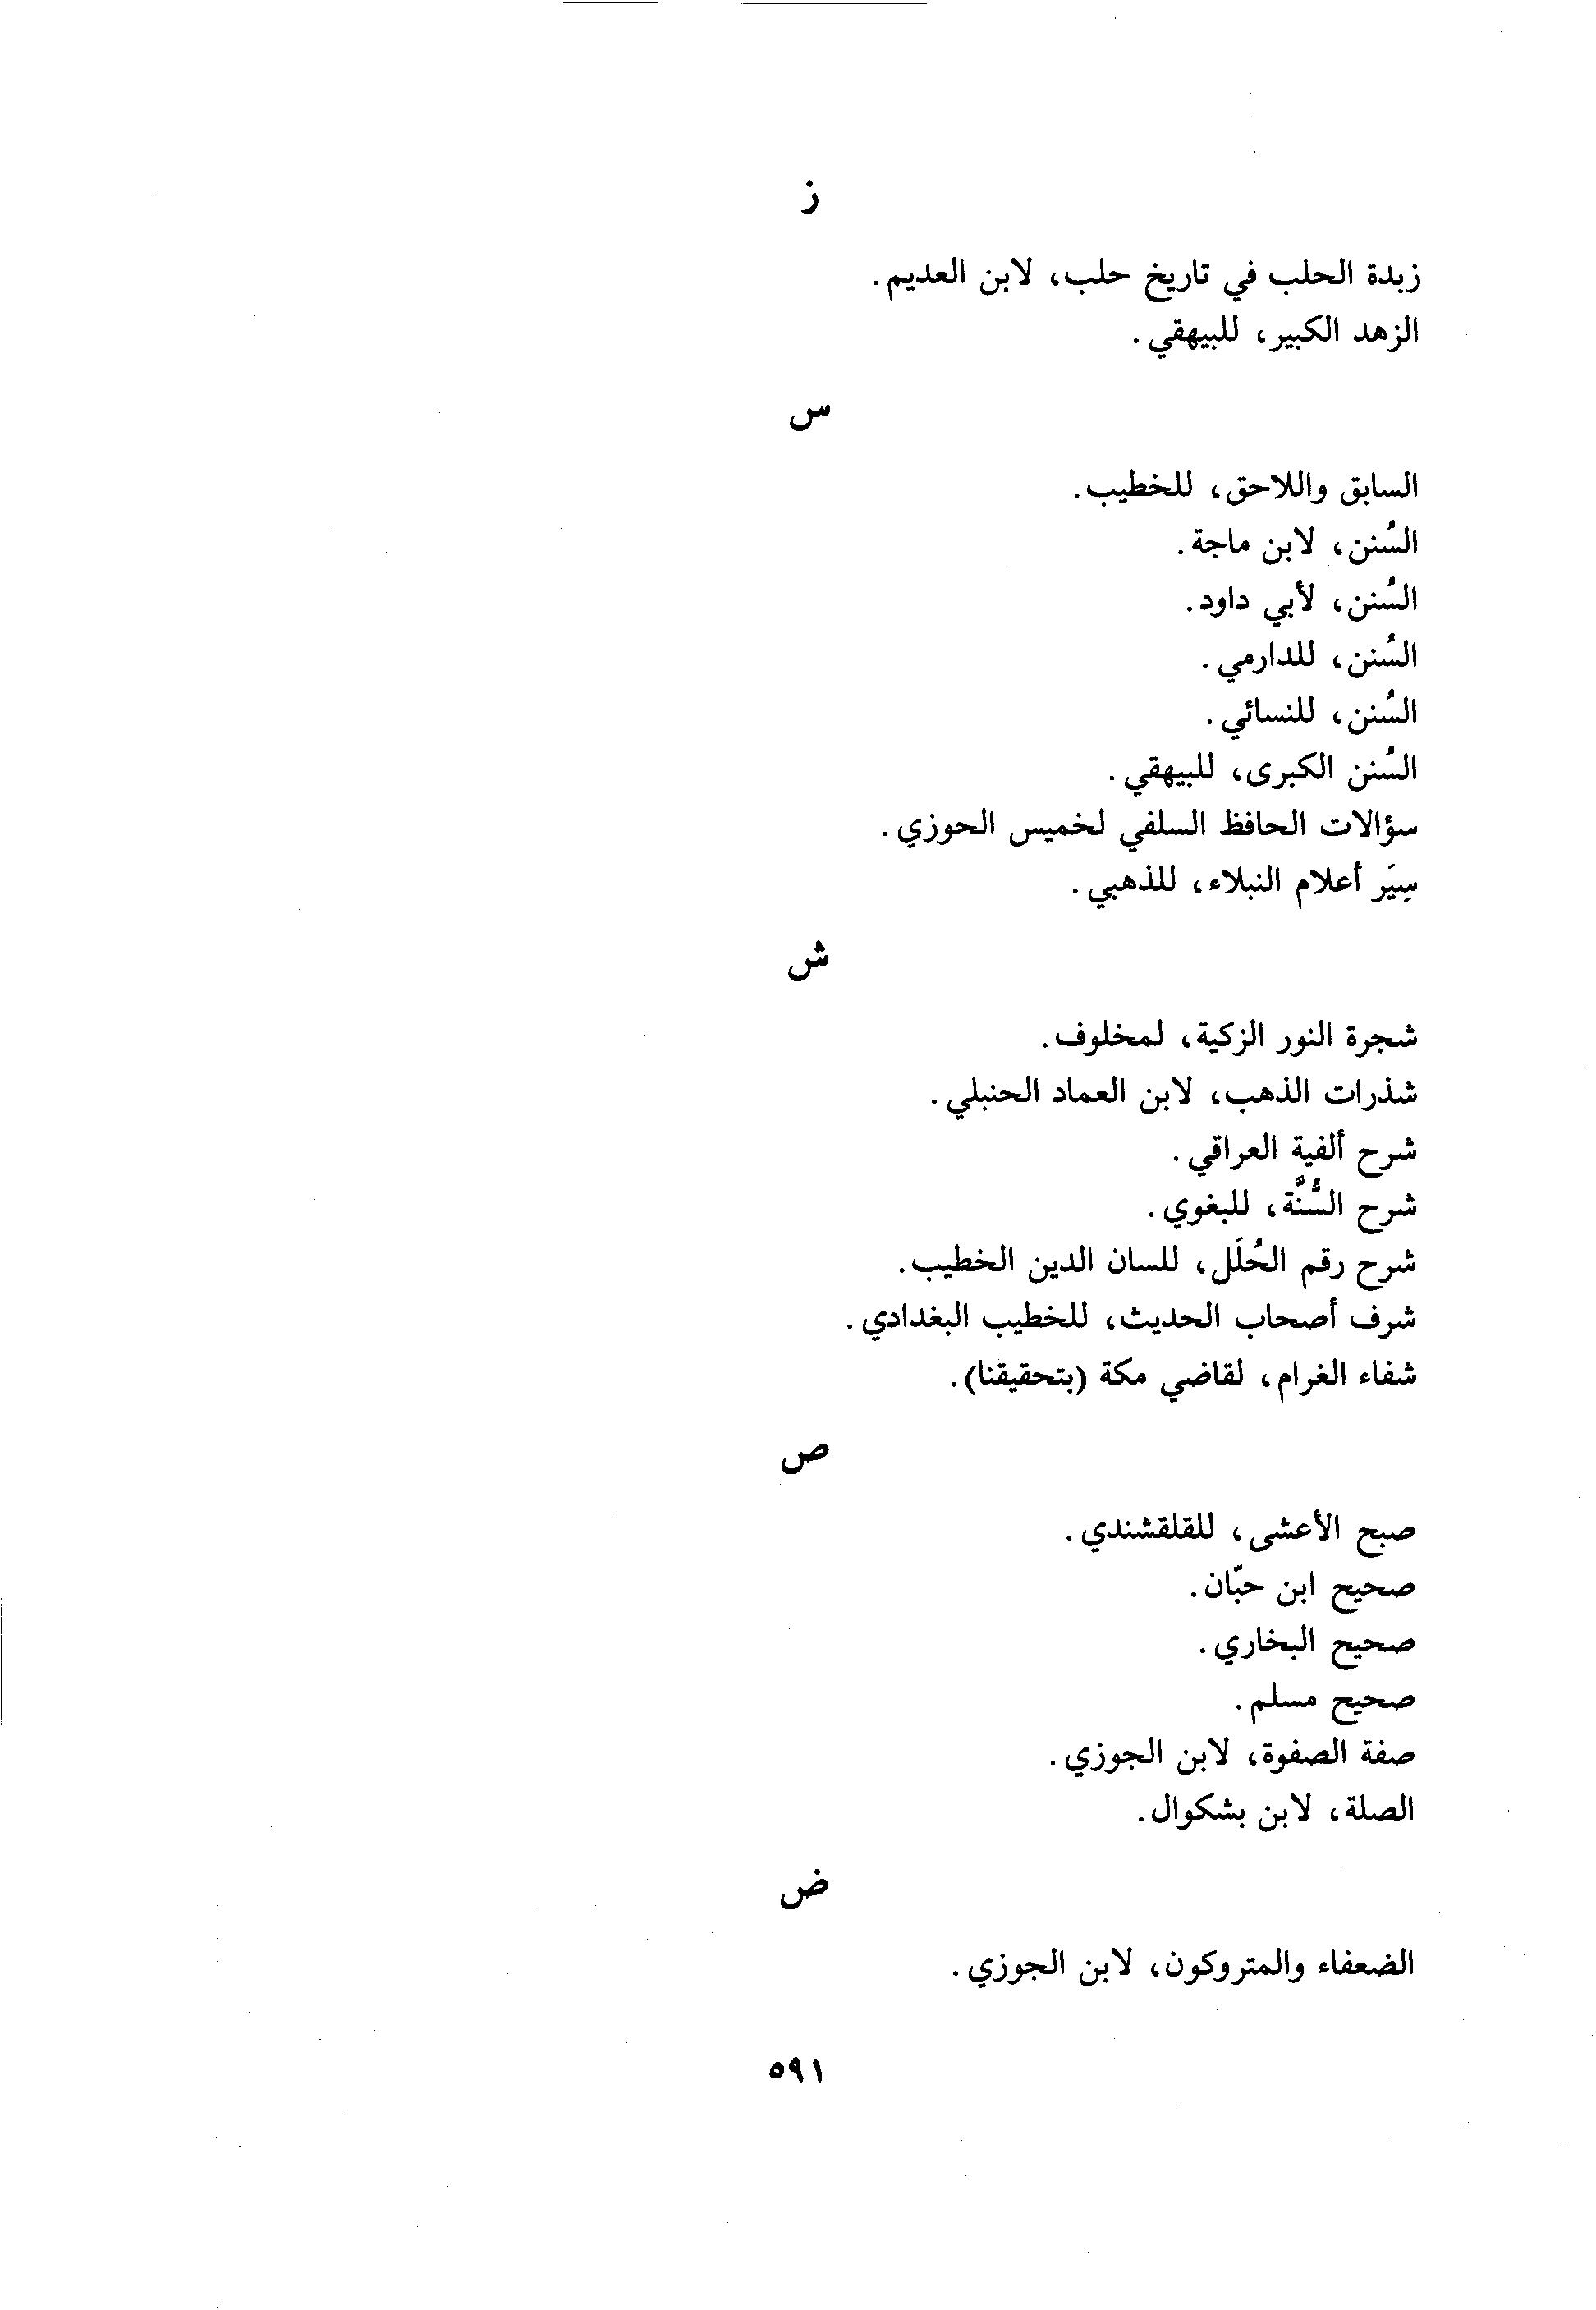 ز
زبدة الحلب في تاريخ حلب، لابن العديم.
الزهد الكبير، للبيهقي.
س
السابق واللاحق، للخطيب.
السُنن، لابن ماجة.
السُنن، لأبي داود.
السُنن، للدارمي.
السُنن، للنسائي.
السُنن الكبرى، للبيهقي.
سؤالات الحافظ السلفي لخميس الحوزي.
سِيَر أعلام النبلاء، للذهبي.
ش
شجرة النور الزكية، لمخلوف.
شذرات الذهب، لابن العماد الحنبلي.
شرح ألفية العراقي.
شرح السُّنَّة، للبغوي.
شرح رقم الحُلَل، للسان الدين الخطيب.
شرف أصحاب الحديث، للخطيب البغدادي.
شفاء الغرام، لقاضي مكة (بتحقيقنا).
ص
صبح الأعشى، للقلقشندي.
صحيح ابن حبّان.
صحيح البخاري.
صحيح مسلم.
صفة الصفوة، لابن الجوزي.
الصلة، لابن بشكوال.
ض
الضعفاء والمتروكون، لابن الجوزي.
٥٩١